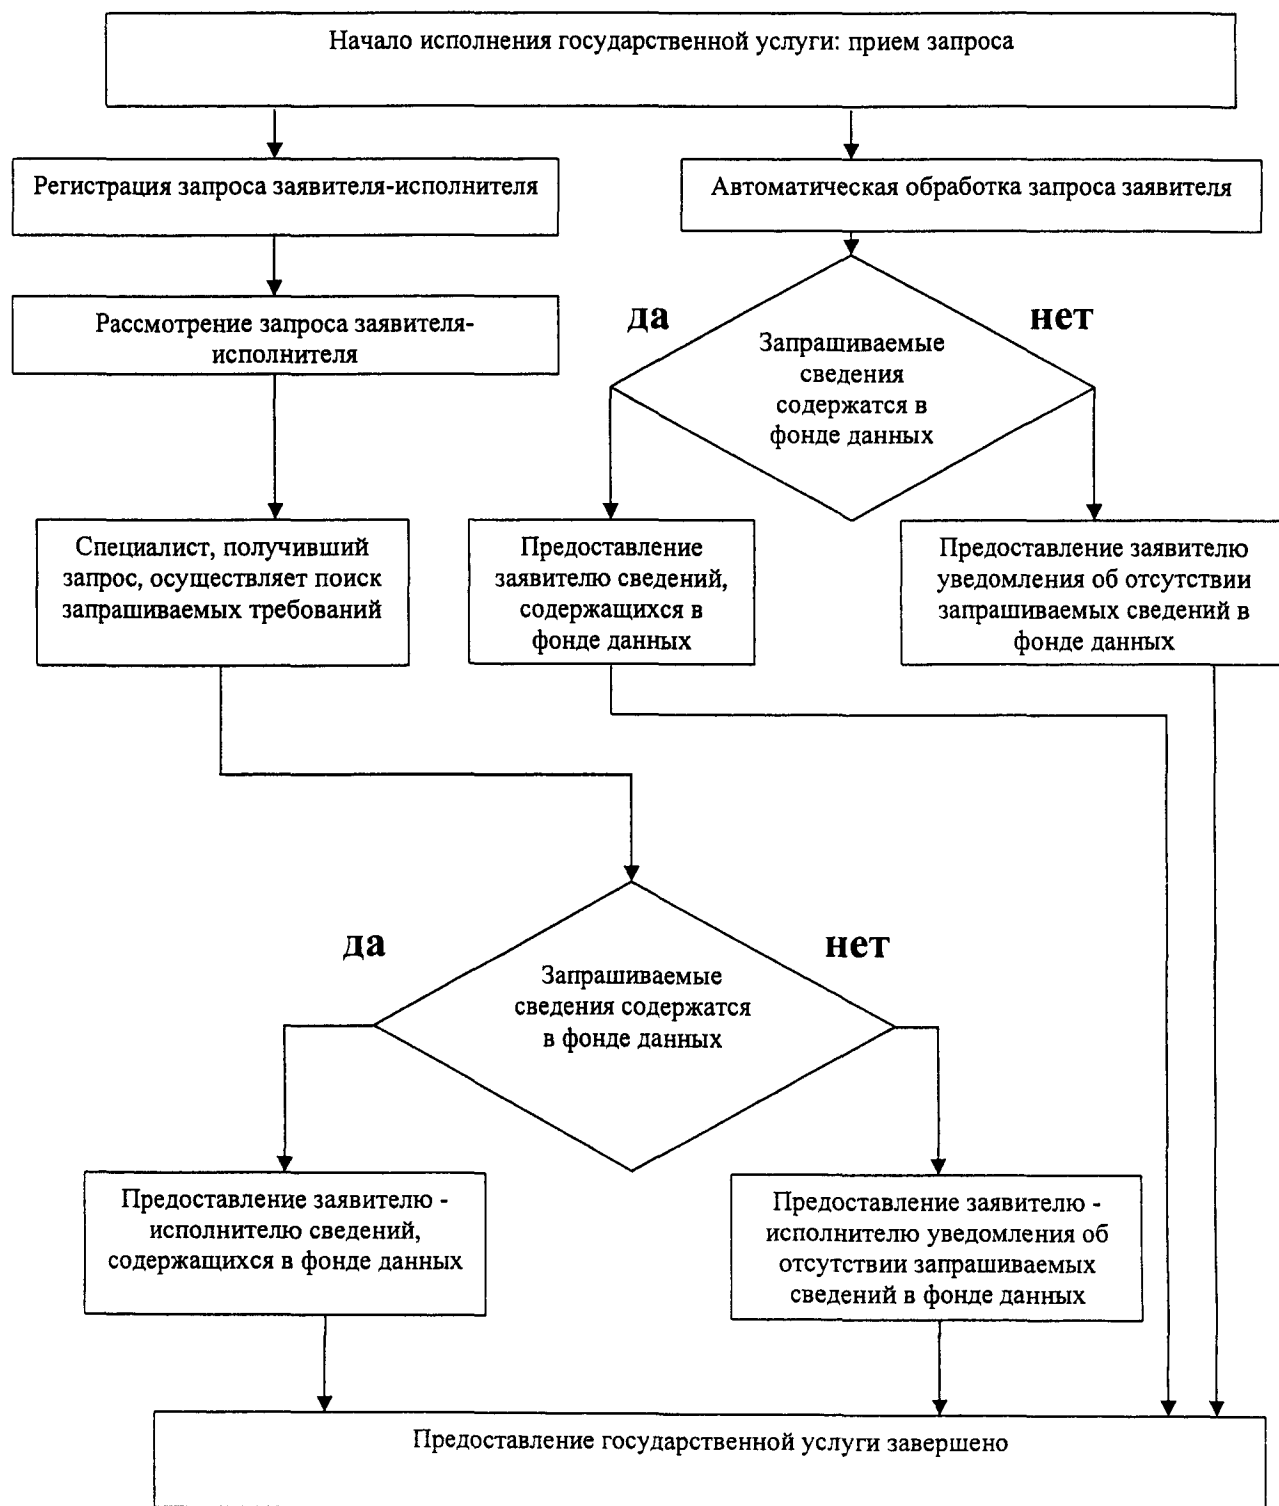 Начало исполнения государственной услуги: прием запроса
Регистрация запроса заявителя-исполнителя
Автоматическая обработка запроса заявителя
Рассмотрение запроса заявителя-
исполнителя
да
нет
Запрашиваемые
сведения
содержатся в
фонде данных
Специалист, получивший
запрос, осуществляет поиск
запрашиваемых требований
Предоставление
заявителю сведений,
содержащихся в
фонде данных
Предоставление заявителю
уведомления об отсутствии
запрашиваемых сведений в
фонде данных
да
нет
Запрашиваемые
сведения содержатся
в фонде данных
Предоставление заявителю -
исполнителю сведений,
содержащихся в фонде данных
Предоставление заявителю -
исполнителю уведомления об
отсутствии запрашиваемых
сведений в фонде данных
Предоставление государственной услуги завершено